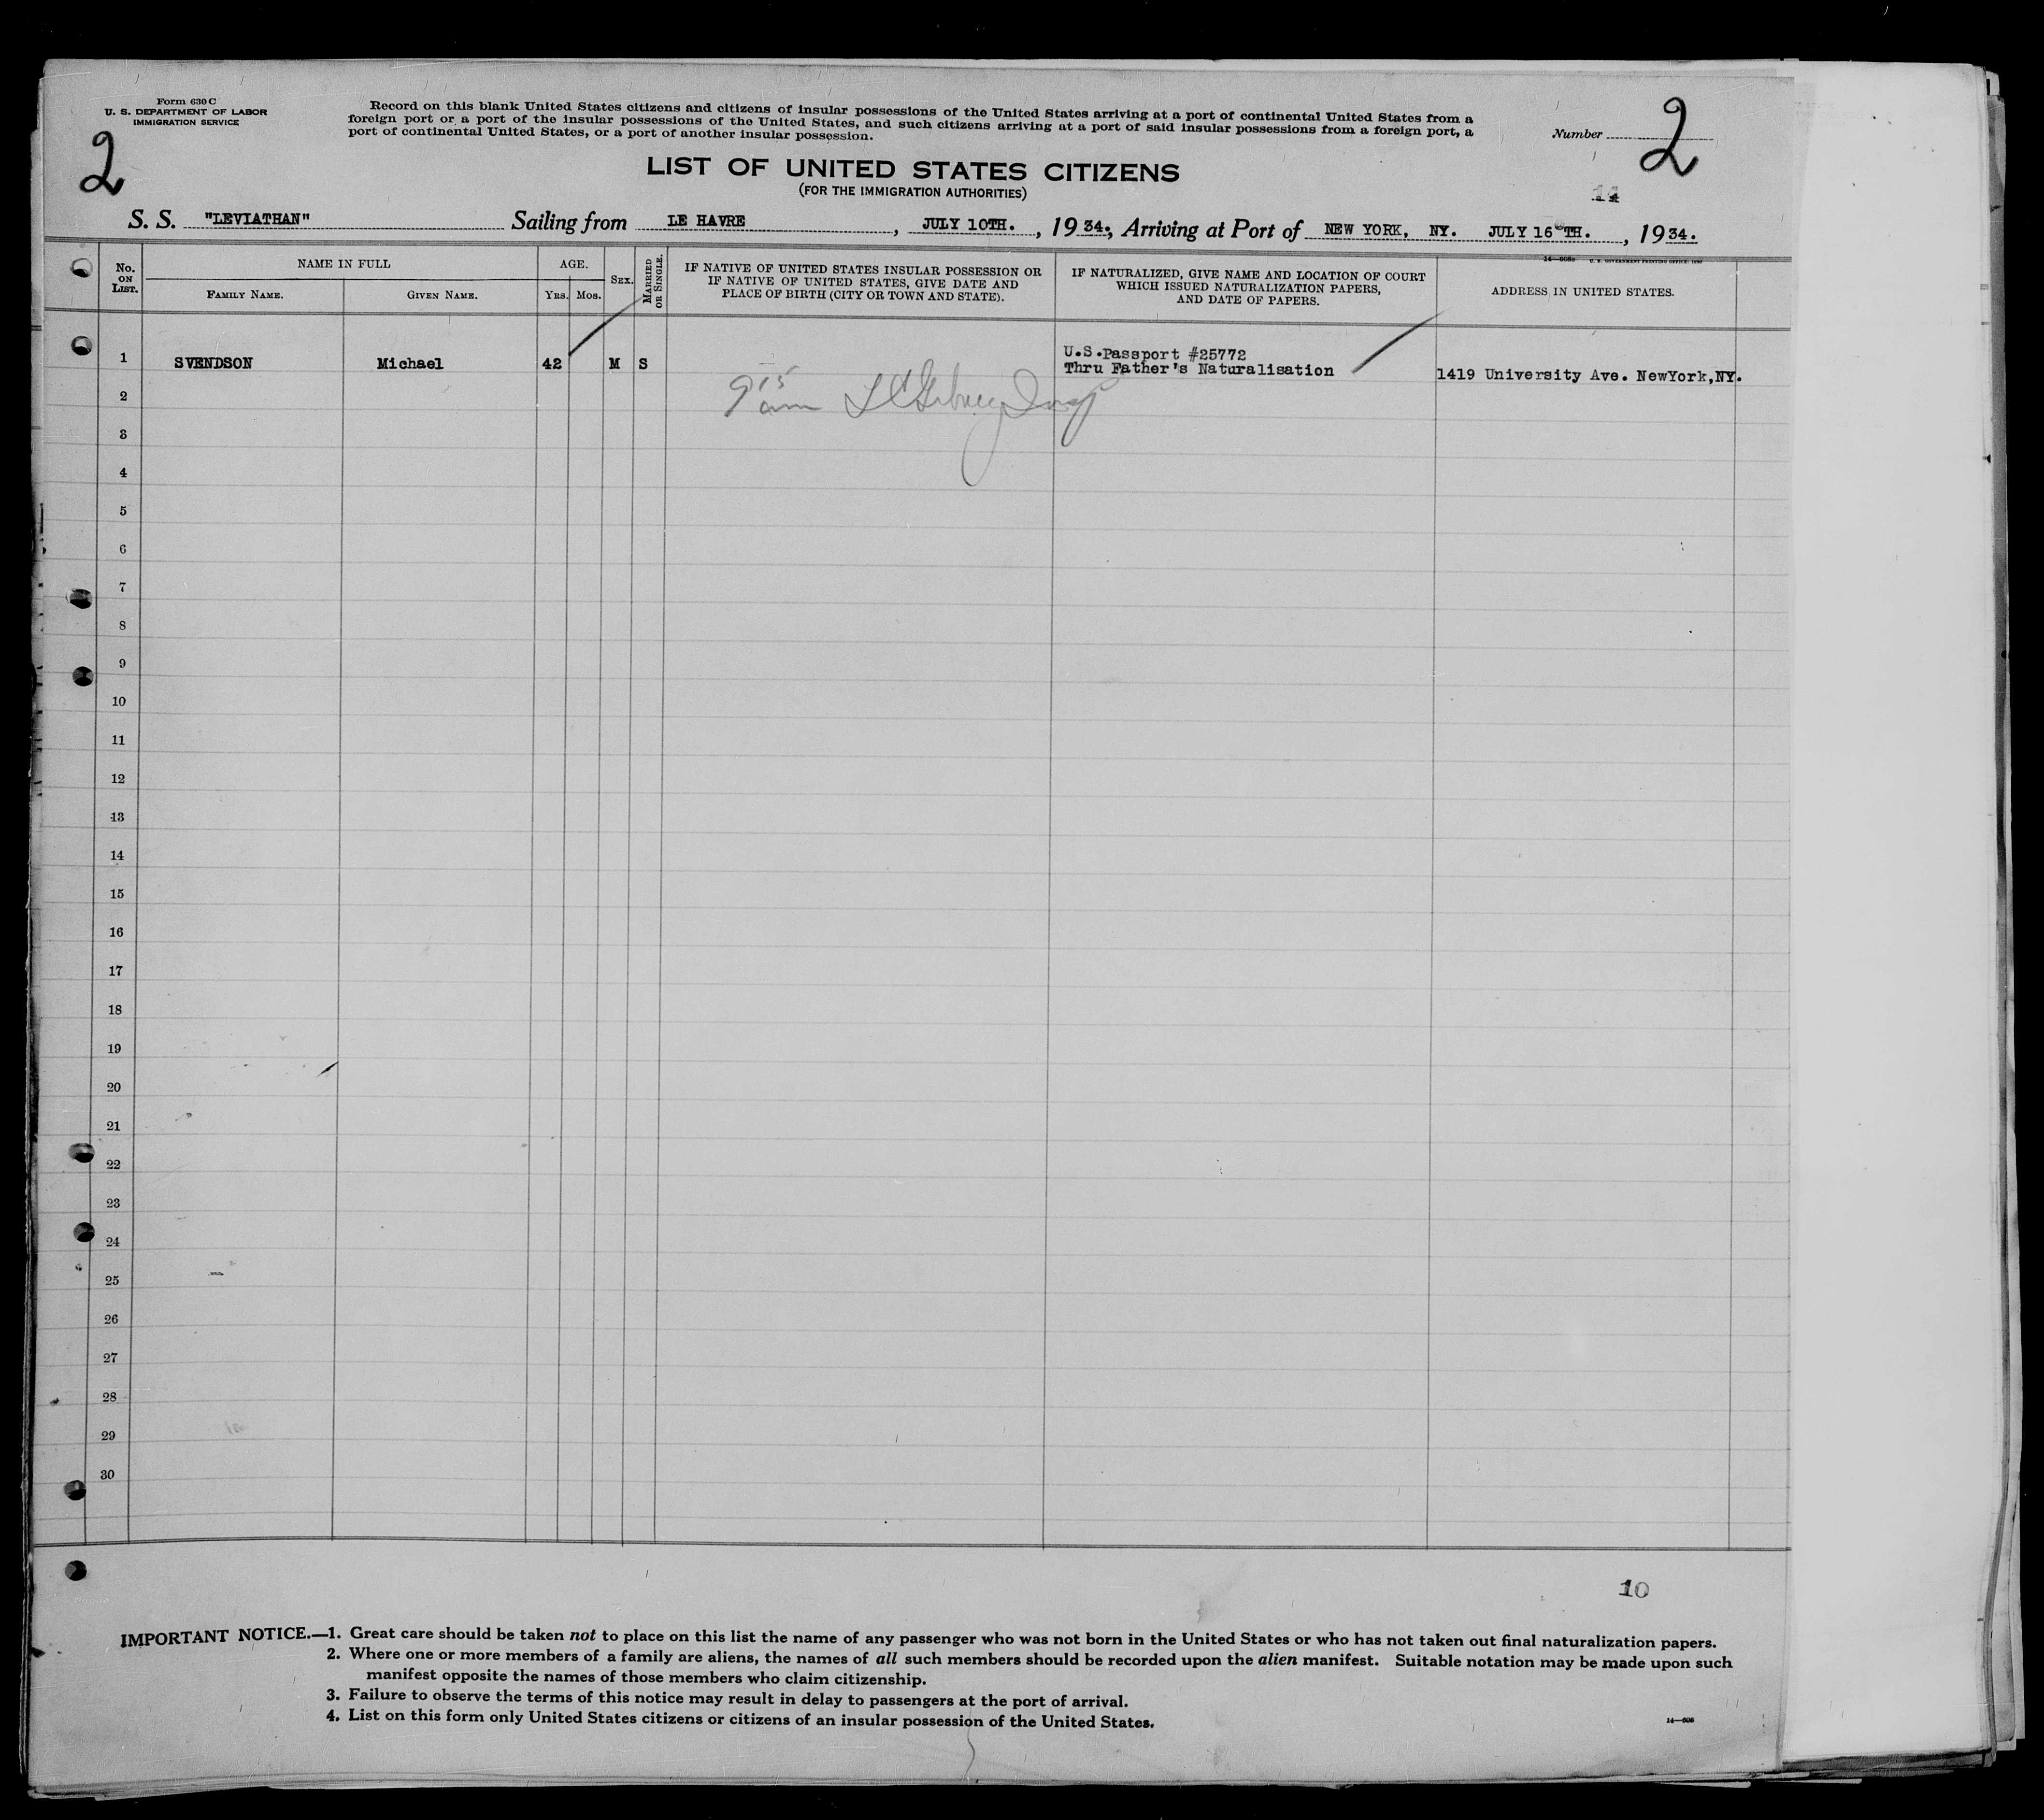 Form 630 C
U. S. DEPARTMENT OF LABOR
IMMIGRATION SERVICE
Record on this blank United States citizens and citizens of insular possessions of the United States arriving at a port of continental United States from a
foreign port or a port of the insular possessions of the United States, and such citizens arriving at a port of said insular possessions from a foreign port, a
port of continental United States, or a port of another insular possession.
Number
2
2
LIST OF UNITED STATES CITIZENS
(FOR THE IMMIGRATION AUTHORITIES)
S. S. "LEVIATHAN" Sailing from LE HAVRE, JULY 10TH., 1934., Arriving at Port of NEW YORK, NY. JULY 16TH., 1934.
No. ON LIST.
NAME IN FULL
FAMILY NAME.
GIVEN NAME.
AGE.
YRS.
MOS.
SEX.
MARRIED OR SINGLE.
IF NATIVE OF UNITED STATES INSULAR POSSESSION OR
IF NATIVE OF UNITED STATES, GIVE DATE AND
PLACE OF BIRTH (CITY OR TOWN AND STATE).
IF NATURALIZED, GIVE NAME AND LOCATION OF COURT
WHICH ISSUED NATURALIZATION PAPERS,
AND DATE OF PAPERS.
ADDRESS IN UNITED STATES.
U.S.Passport #25772
1 SVENDSON Michael 42 M S Thru Father's Naturalisation 1419 University Ave. NewYork,NY.
915 am
2
3
4
5
6
7
8
9
10
11
12
13
14
15
16
17
18
19
20
21
22
23
24
25
26
27
28
29
30
10
IMPORTANT NOTICE.—1. Great care should be taken not to place on this list the name of any passenger who was not born in the United States or who has not taken out final naturalization papers.
2. Where one or more members of a family are aliens, the names of all such members should be recorded upon the alien manifest. Suitable notation may be made upon such
manifest opposite the names of those members who claim citizenship.
3. Failure to observe the terms of this notice may result in delay to passengers at the port of arrival.
4. List on this form only United States citizens or citizens of an insular possession of the United States.
14—608